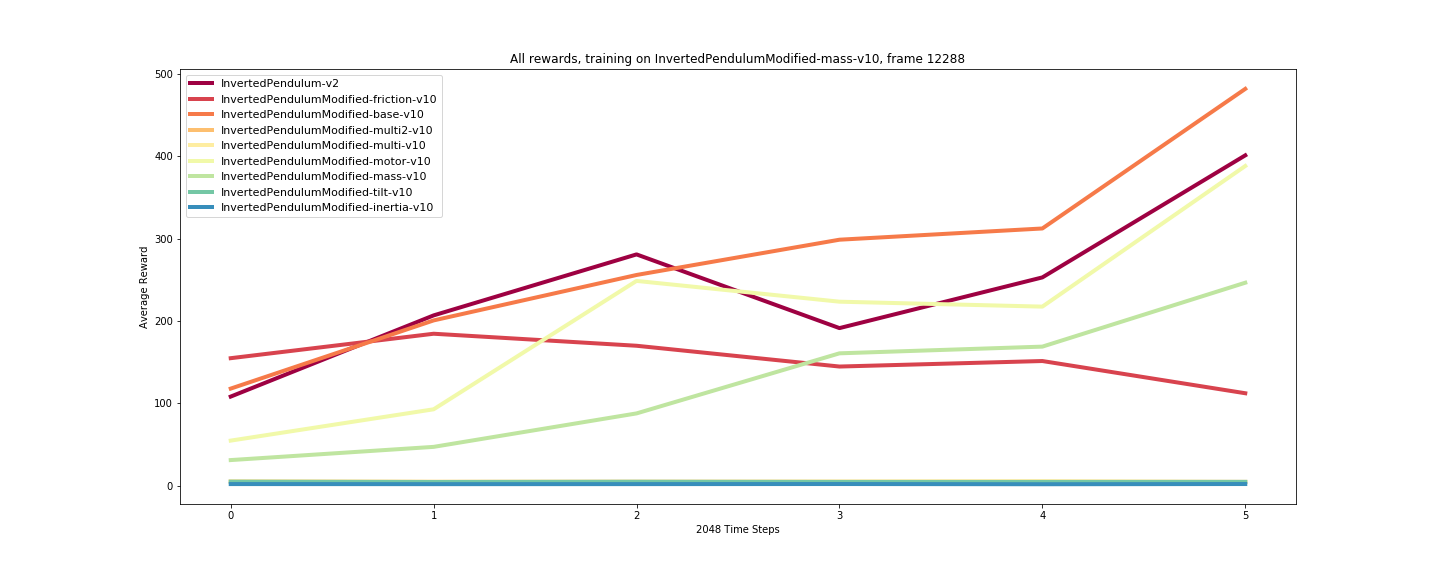 All rewards, training on InvertedPendulumModified-mass-v10, frame 12288
500
400
300
200
100
0
Average Reward
InvertedPendulum-v2
InvertedPendulumModified-friction-v10
InvertedPendulumModified-base-v10
InvertedPendulumModified-multi2-v10
InvertedPendulumModified-multi-v10
InvertedPendulumModified-motor-v10
InvertedPendulumModified-mass-v10
InvertedPendulumModified-tilt-v10
InvertedPendulumModified-inertia-v10
0 1 2 3 4 5
2048 Time Steps